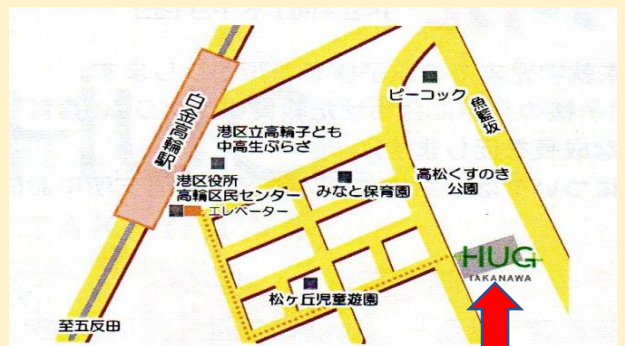 白金高輪駅
ピーコック
魚籃坂
港区立高輪子ども
中高生ぷらざ
港区役所
高輪区民センター
エレベーター
みなと保育園
高松くすのき
公園
HUG
TAKANAWA
松ヶ丘児童遊園
至五反田